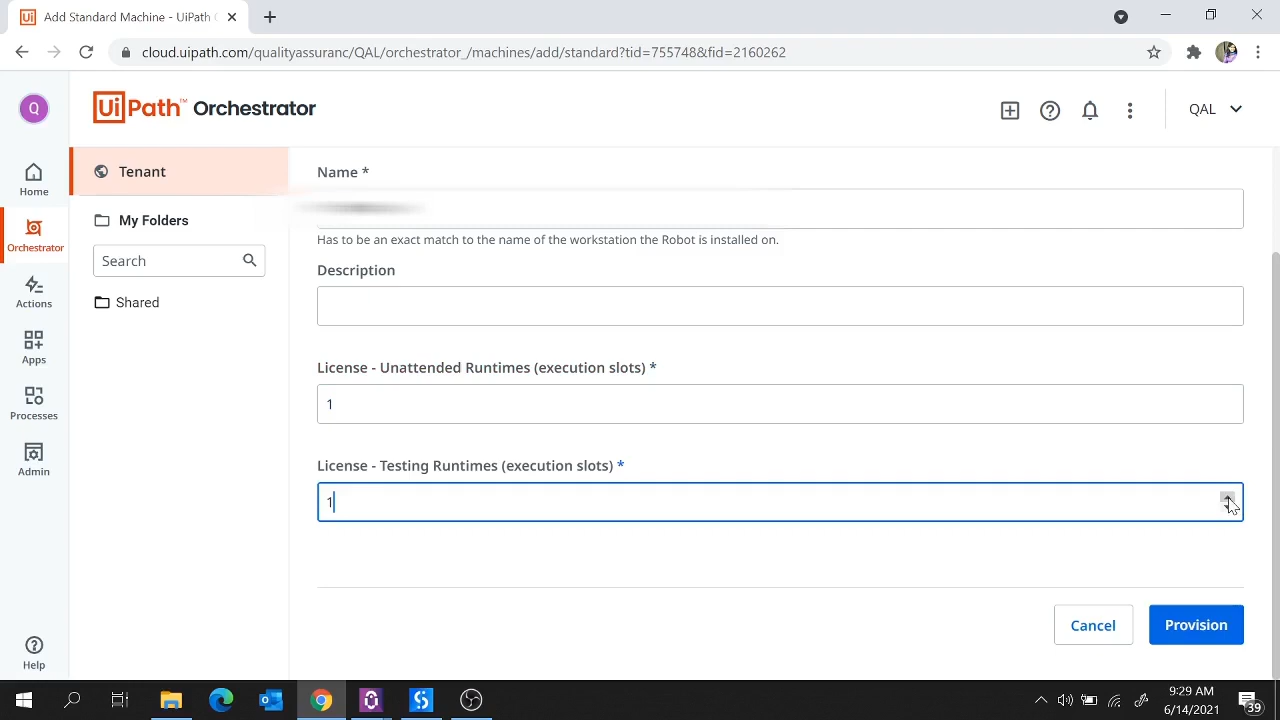 Add Standard Machine - UiPath
cloud.uipath.com/qualityassuranc/QAL/orchestrator_/machines/add/standard?tid=755748&fid=2160262
Q
UiPath™ Orchestrator
QAL
Home
Orchestrator
Actions
Apps
Processes
Admin
Help
Tenant
My Folders
Search
Shared
Name *
Has to be an exact match to the name of the workstation the Robot is installed on.
Description
License - Unattended Runtimes (execution slots) *
1
License - Testing Runtimes (execution slots) *
1
Cancel
Provision
9:29 AM
6/14/2021
39